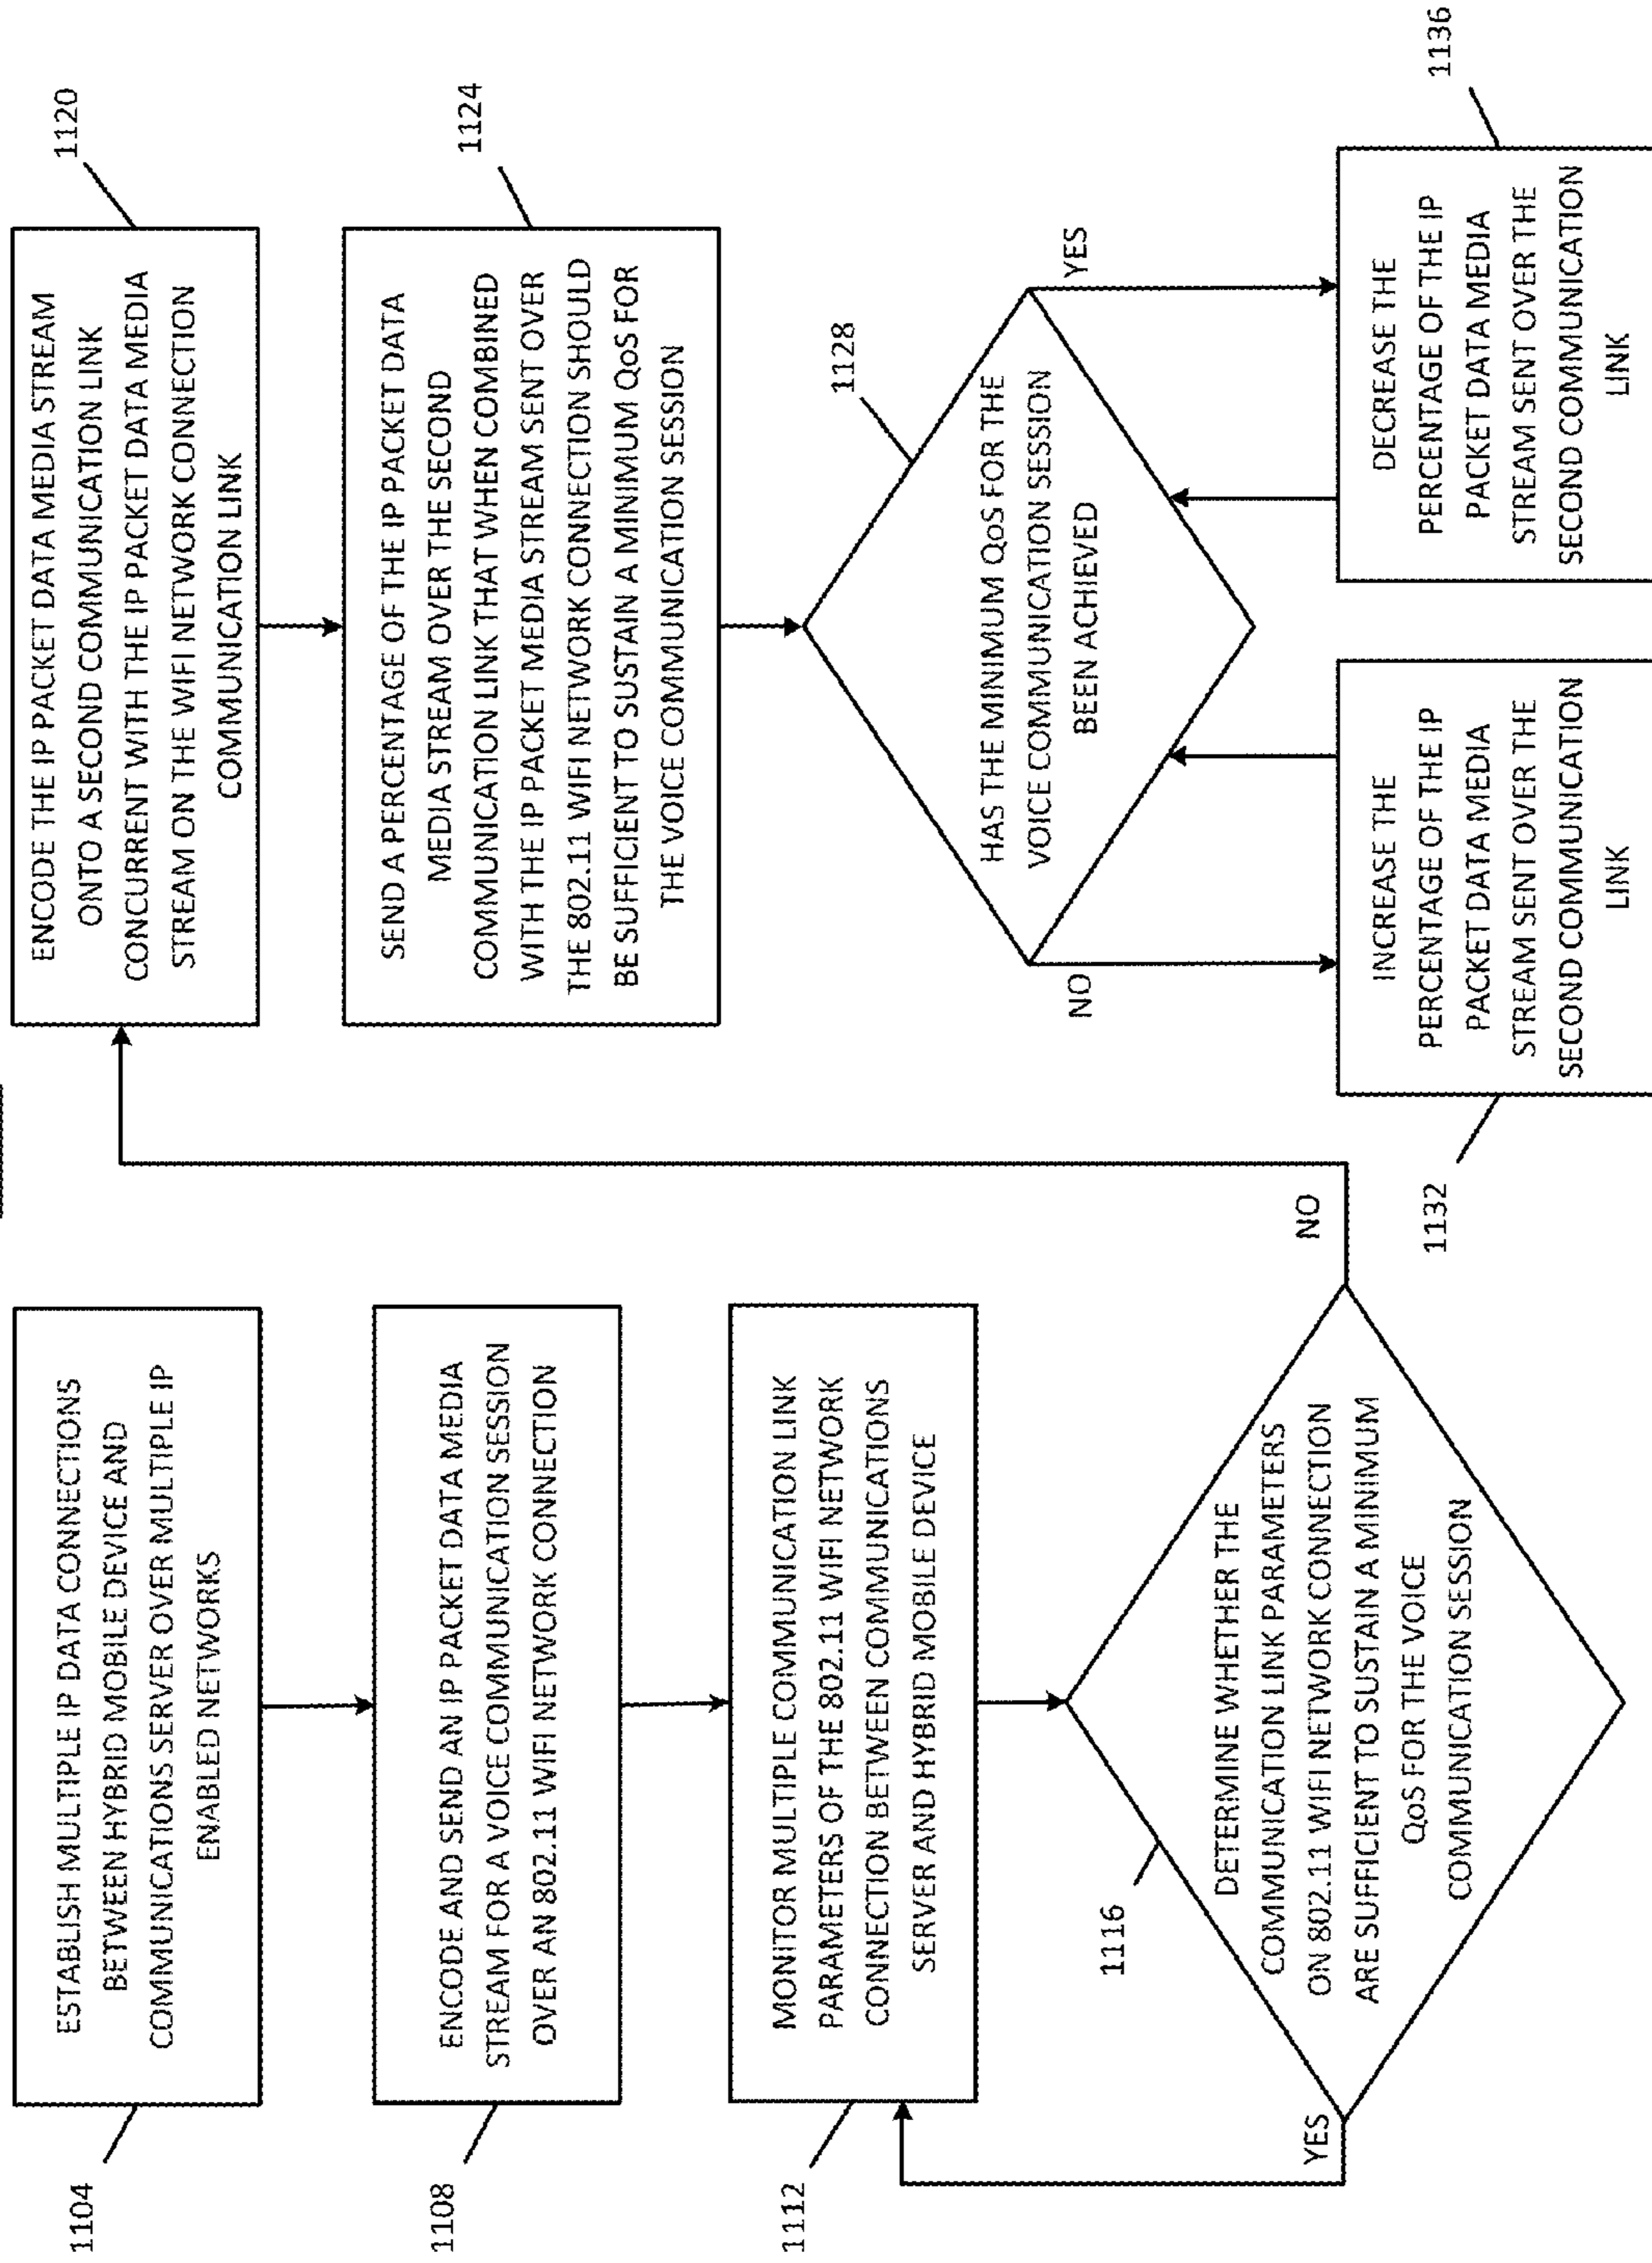 1104
ESTABLISH MULTIPLE IP DATA CONNECTIONS
BETWEEN HYBRID MOBILE DEVICE AND
COMMUNICATIONS SERVER OVER MULTIPLE IP
ENABLED NETWORKS
1108
ENCODE AND SEND AN IP PACKET DATA MEDIA
STREAM FOR A VOICE COMMUNICATION SESSION
OVER AN 802.11 WIFI NETWORK CONNECTION
1112
MONITOR MULTIPLE COMMUNICATION LINK
PARAMETERS OF THE 802.11 WIFI NETWORK
CONNECTION BETWEEN COMMUNICATIONS
SERVER AND HYBRID MOBILE DEVICE
1116
DETERMINE WHETHER THE
COMMUNICATION LINK PARAMETERS
ON 802.11 WIFI NETWORK CONNECTION
ARE SUFFICIENT TO SUSTAIN A MINIMUM
QoS FOR THE VOICE
COMMUNICATION SESSION
YES
NO
1120
ENCODE THE IP PACKET DATA MEDIA STREAM
ONTO A SECOND COMMUNICATION LINK
CONCURRENT WITH THE IP PACKET DATA MEDIA
STREAM ON THE WIFI NETWORK CONNECTION
COMMUNICATION LINK
1124
SEND A PERCENTAGE OF THE IP PACKET DATA
MEDIA STREAM OVER THE SECOND
COMMUNICATION LINK THAT WHEN COMBINED
WITH THE IP PACKET MEDIA STREAM SENT OVER
THE 802.11 WIFI NETWORK CONNECTION SHOULD
BE SUFFICIENT TO SUSTAIN A MINIMUM QoS FOR
THE VOICE COMMUNICATION SESSION
1128
HAS THE MINIMUM QoS FOR THE
VOICE COMMUNICATION SESSION
BEEN ACHIEVED
NO
YES
1132
INCREASE THE
PERCENTAGE OF THE IP
PACKET DATA MEDIA
STREAM SENT OVER THE
SECOND COMMUNICATION
LINK
1136
DECREASE THE
PERCENTAGE OF THE IP
PACKET DATA MEDIA
STREAM SENT OVER THE
SECOND COMMUNICATION
LINK